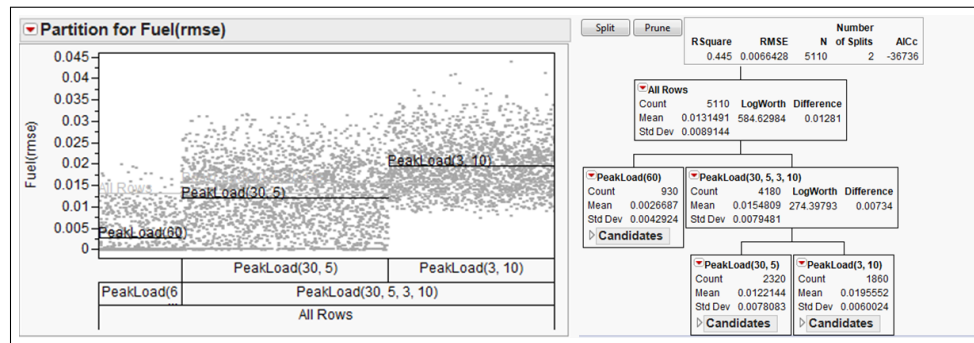 Partition for Fuel(rmse)
Fuel(rmse)
0.045
0.04
0.035
0.03
0.025
0.02
0.015
0.01
0.005
0
All Rows
PeakLoad(60)
PeakLoad(30, 5)
PeakLoad(3, 10)
PeakLoad(30, 5) PeakLoad(3, 10)
PeakLoad(6
...
PeakLoad(30, 5, 3, 10)
All Rows
Split Prune
Number
RSquare RMSE N of Splits AICc
0.445 0.0066428 5110 2 -36736
All Rows
Count 5110 LogWorth Difference
Mean 0.0131491 584.62984 0.01281
Std Dev 0.0089144
PeakLoad(60)
Count 930
Mean 0.0026687
Std Dev 0.0042924
Candidates
PeakLoad(30, 5, 3, 10)
Count 4180 LogWorth Difference
Mean 0.0154809 274.39793 0.00734
Std Dev 0.0079481
PeakLoad(30, 5)
Count 2320
Mean 0.0122144
Std Dev 0.0078083
Candidates
PeakLoad(3, 10)
Count 1860
Mean 0.0195552
Std Dev 0.0060024
Candidates